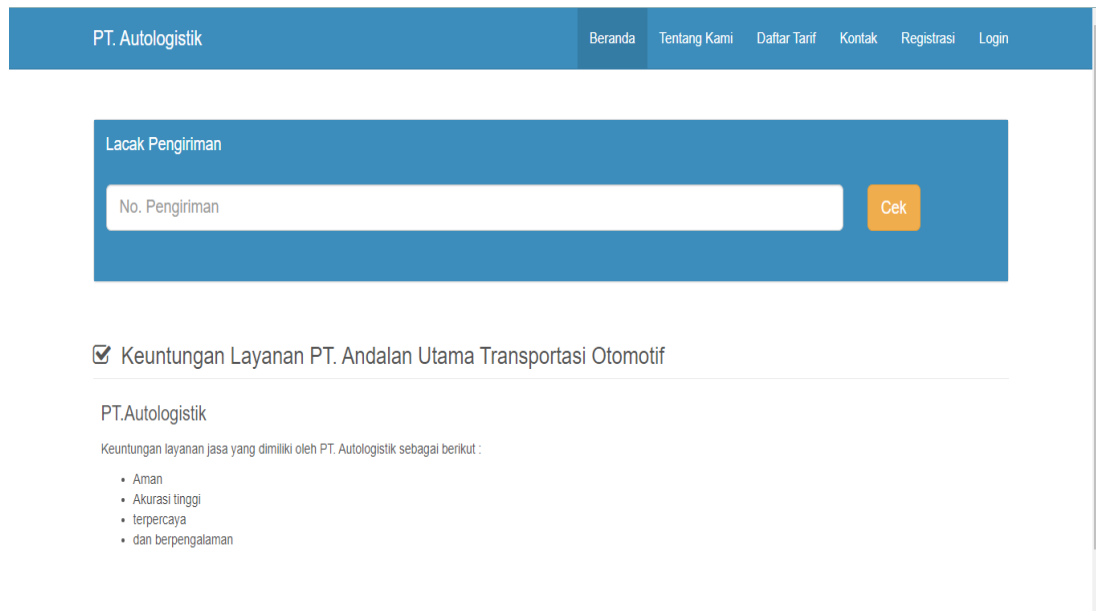 PT. Autologistik
Beranda Tentang Kami Daftar Tarif Kontak Registrasi Login
Lacak Pengiriman
No. Pengiriman
Cek
Keuntungan Layanan PT. Andalan Utama Transportasi Otomotif
PT.Autologistik
Keuntungan layanan jasa yang dimiliki oleh PT. Autologistik sebagai berikut :
• Aman
• Akurasi tinggi
• terpercaya
• dan berpengalaman